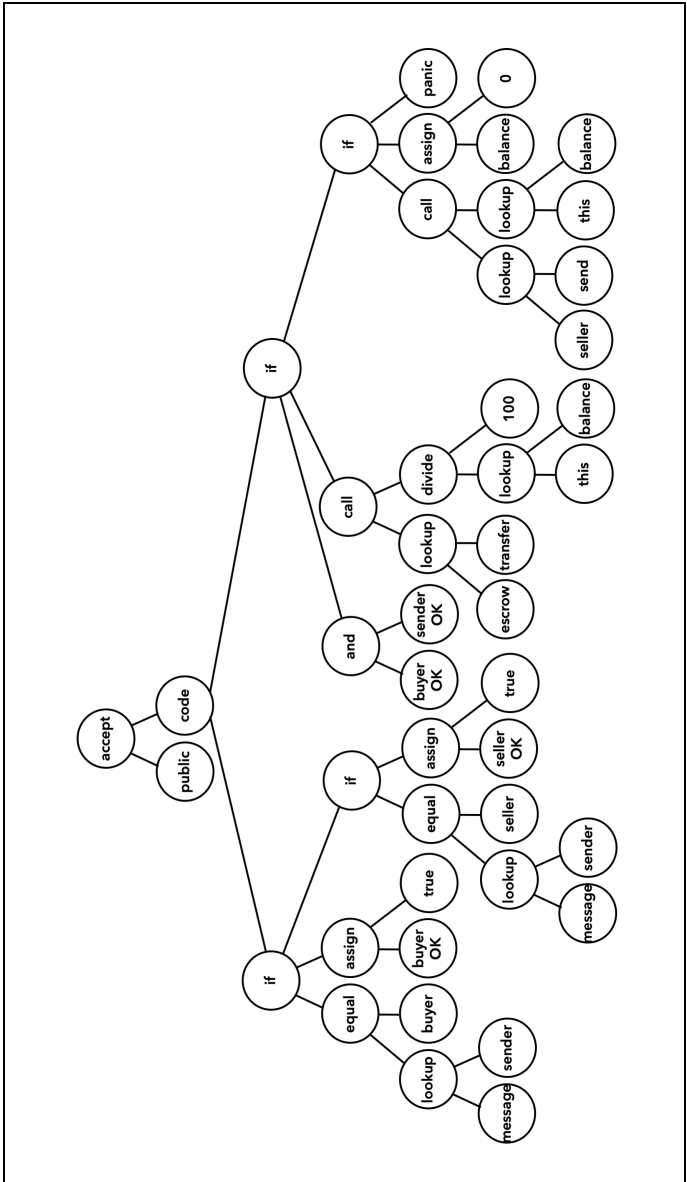 accept
public
code
if
if
equal
assign
if
and
call
if
lookup
buyer
buyer
OK
true
equal
assign
buyer
OK
sender
OK
lookup
divide
call
assign
panic
message
sender
lookup
seller
seller
OK
true
escrow
transfer
lookup
100
lookup
lookup
balance
0
message
sender
this
balance
seller
send
this
balance